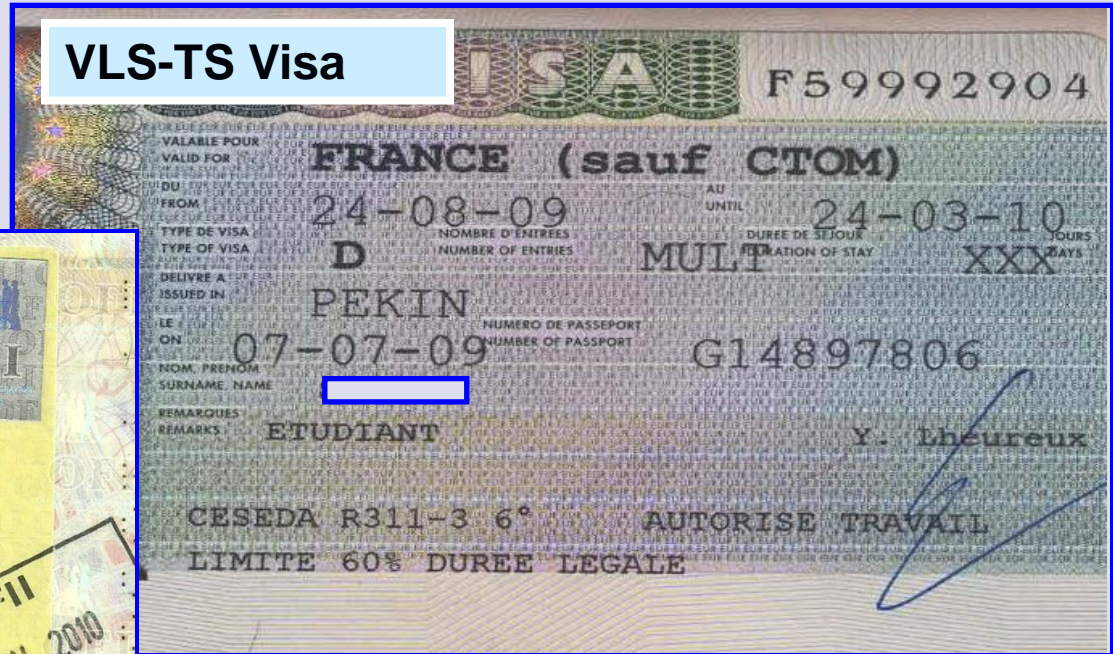 VLS-TS Visa
VISA
F59992904
VALABLE POUR
VALID FOR
FRANCE (sauf CTOM)
DU
FROM
24-08-09
AU
UNTIL
24-03-10
TYPE DE VISA
TYPE OF VISA
D
NOMBRE D'ENTREES
NUMBER OF ENTRIES
MULT
DUREE DE SEJOUR
DURATION OF STAY
XXX
JOURS
DAYS
DELIVRE A
ISSUED IN
PEKIN
LE
ON
07-07-09
NUMERO DE PASSEPORT
NUMBER OF PASSPORT
G14897806
NOM, PRENOM
SURNAME, NAME
REMARQUES
REMARKS
ETUDIANT
Y. Lheureux
CESEDA R311-3 6° AUTORISE TRAVAIL
LIMITE 60% DUREE LEGALE
2010